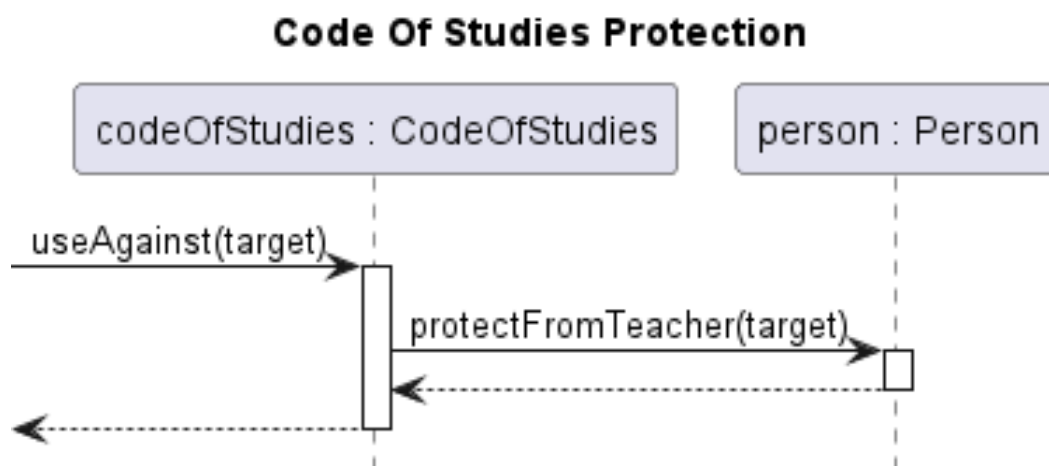 Code Of Studies Protection
codeOfStudies : CodeOfStudies
person : Person
useAgainst(target)
protectFromTeacher(target)